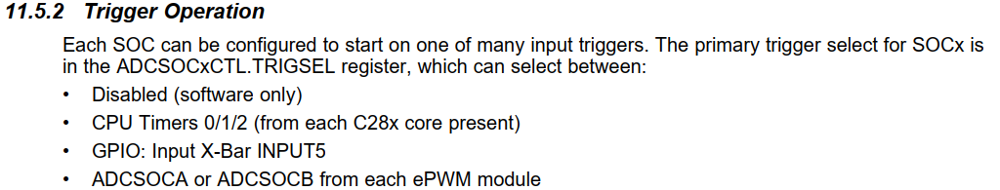 11.5.2 Trigger Operation
Each SOC can be configured to start on one of many input triggers. The primary trigger select for SOCx is
in the ADCSOCxCTL.TRIGSEL register, which can select between:
• Disabled (software only)
• CPU Timers 0/1/2 (from each C28x core present)
• GPIO: Input X-Bar INPUT5
• ADCSOCA or ADCSOCB from each ePWM module